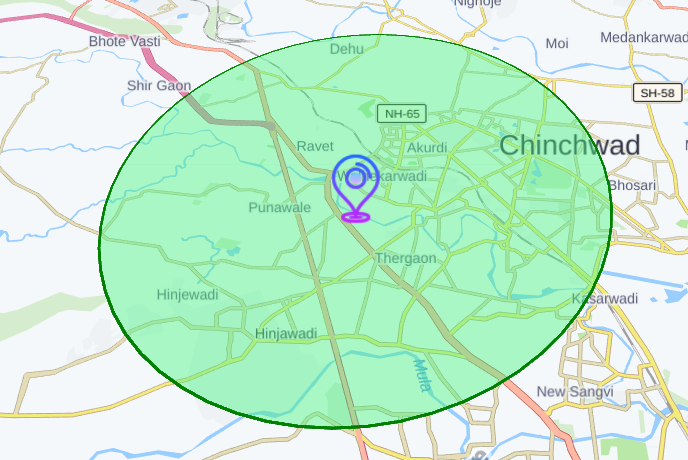 Nighoje
Bhote Vasti
Dehu
Moi
Medankarwad
Shir Gaon
SH-58
NH-65
Ravet
Akurdi
Chinchwad
Bhosari
Punawale
Thergaon
Hinjewadi
Kasarwadi
Hinjawadi
Mula
New Sangvi